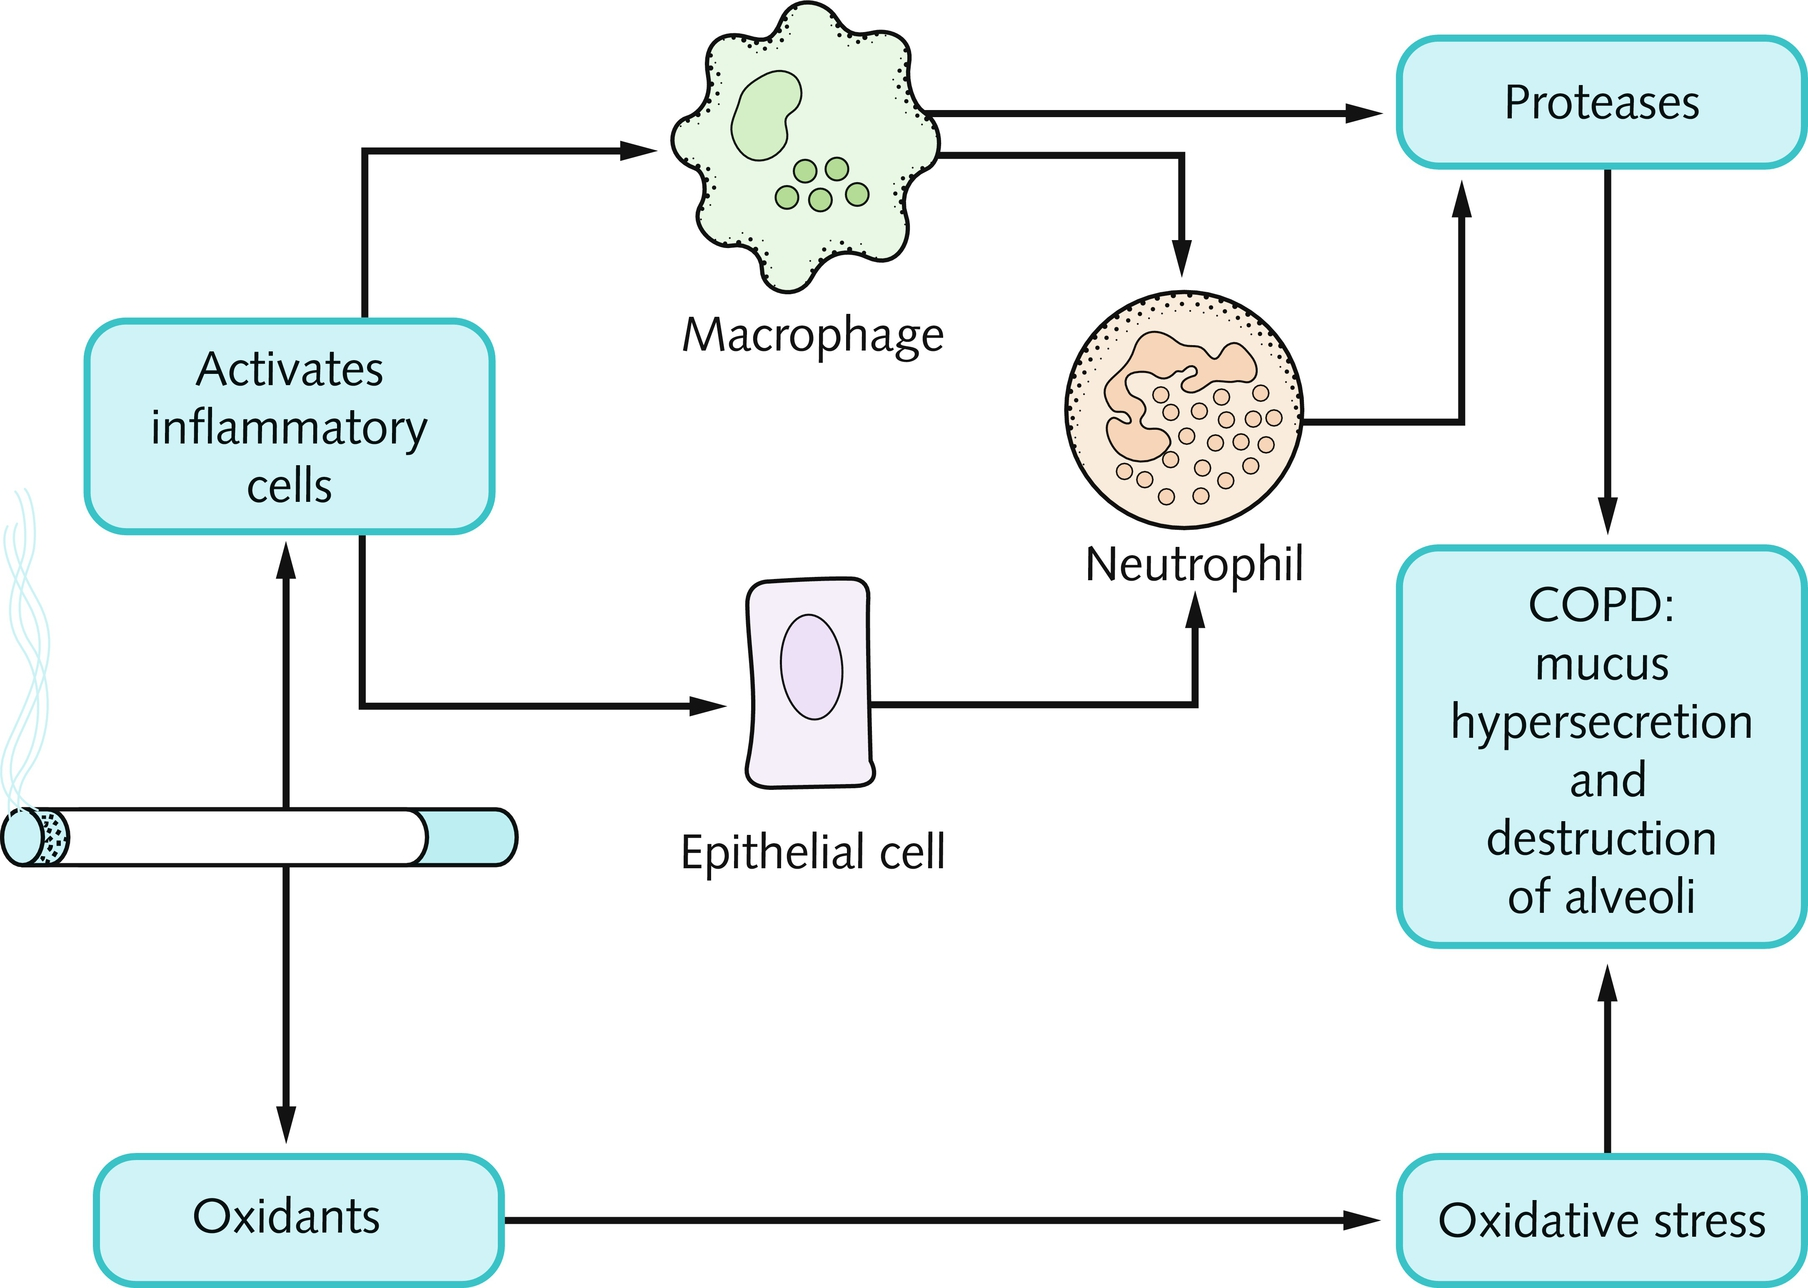 Proteases
Macrophage
Activates
inflammatory
cells
Neutrophil
COPD:
mucus
hypersecretion
and
destruction
of alveoli
Epithelial cell
Oxidants
Oxidative stress